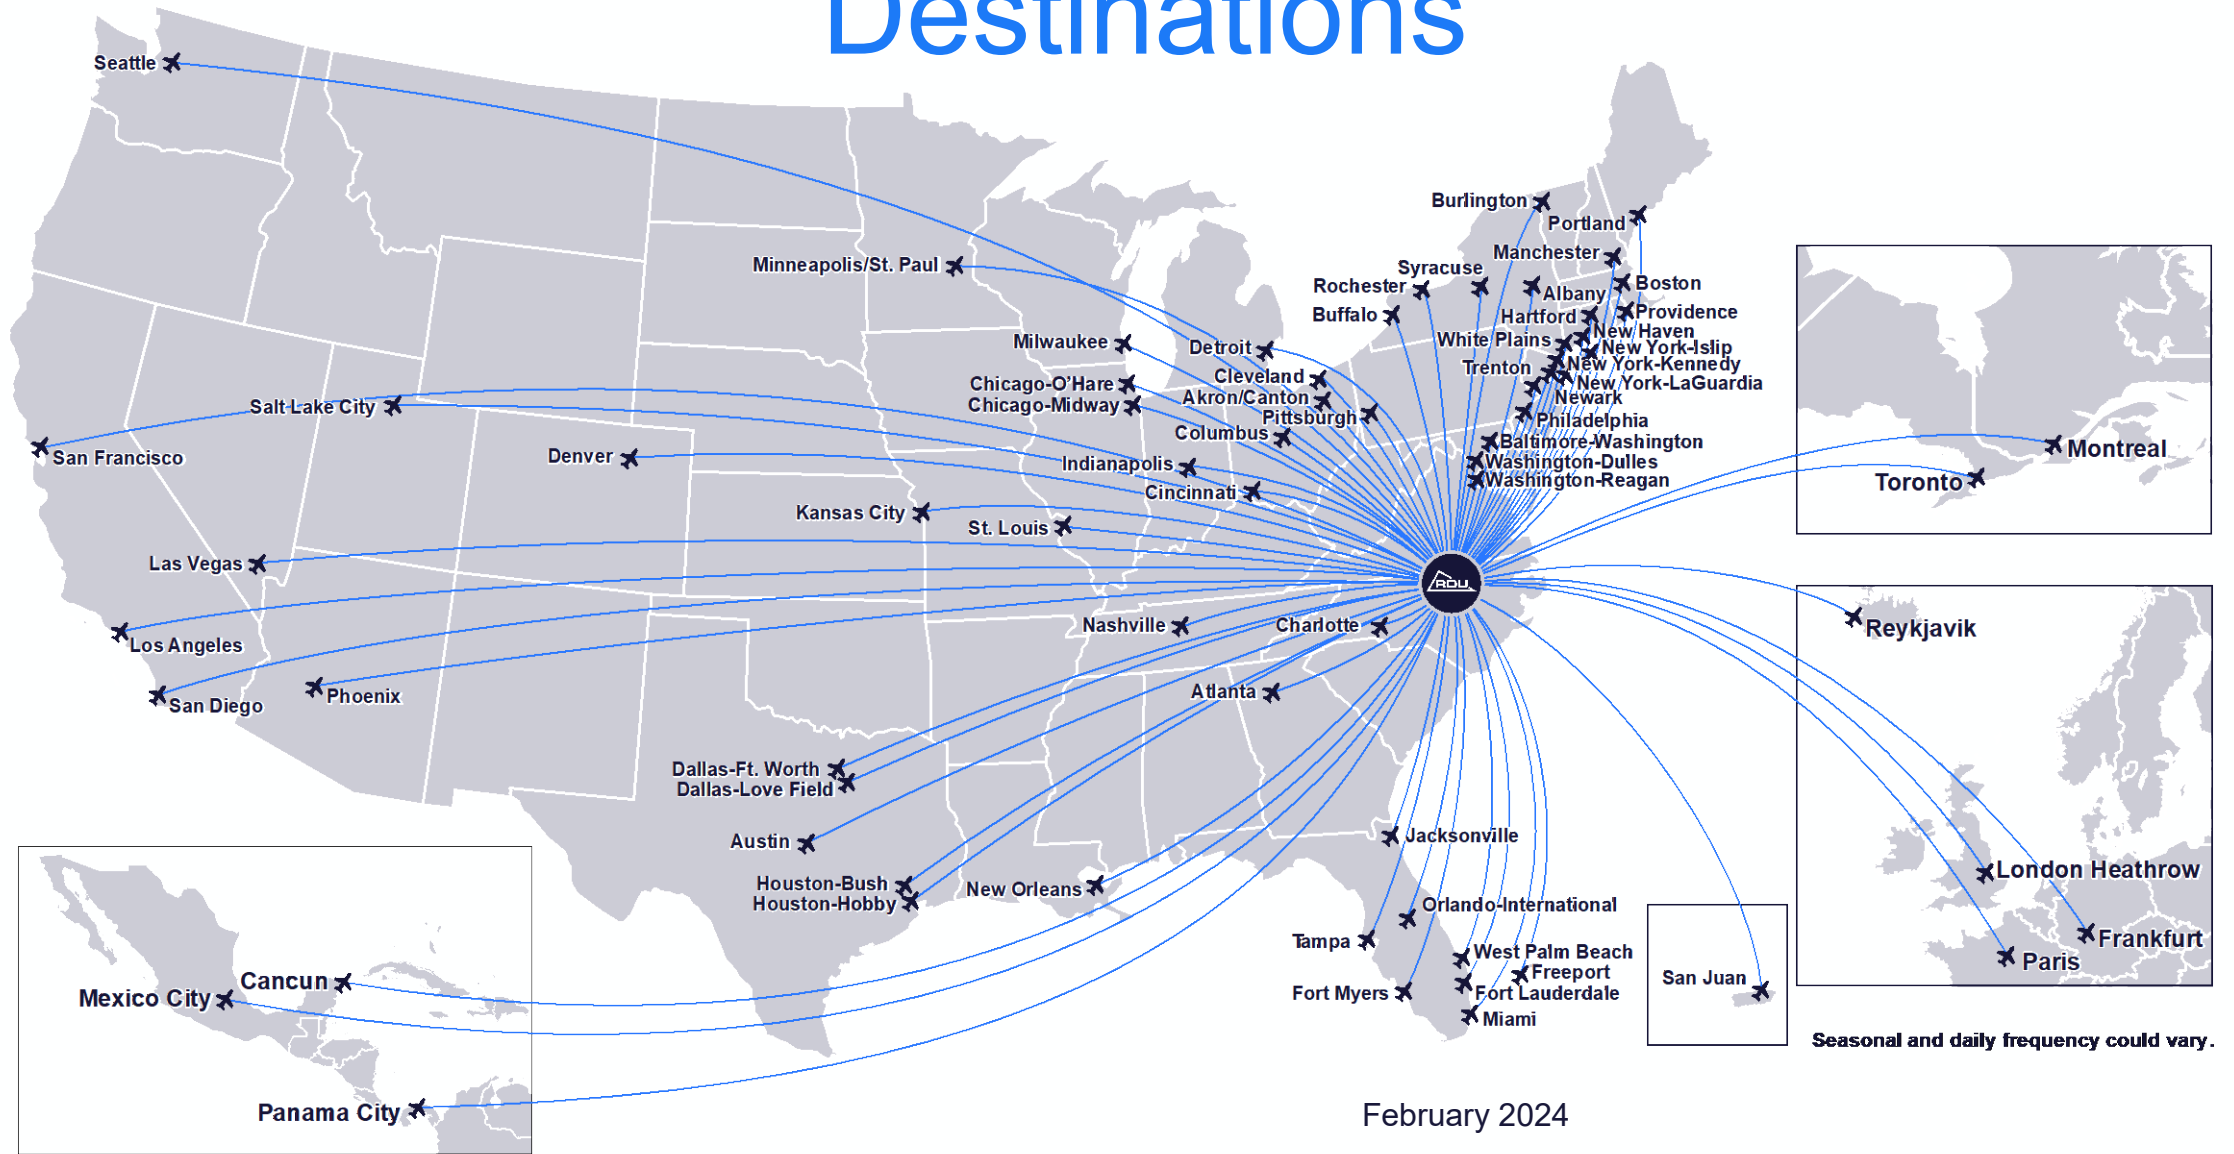 Destinations
Seattle
Burlington
Portland
Minneapolis/St. Paul
Manchester
Syracuse
Rochester
Boston
Albany
Buffalo
Hartford
Providence
New Haven
Milwaukee
Detroit
White Plains
New York-Islip
Trenton
New York-Kennedy
Cleveland
New York-LaGuardia
Chicago-O'Hare
Akron/Canton
Newark
Chicago-Midway
Salt Lake City
Pittsburgh
Philadelphia
Columbus
Baltimore-Washington
San Francisco
Denver
Indianapolis
Washington-Dulles
Montreal
Cincinnati
Washington-Reagan
Toronto
Kansas City
St. Louis
Las Vegas
RDU
Nashville
Charlotte
Reykjavik
Los Angeles
Atlanta
San Diego
Phoenix
Dallas-Ft. Worth
Dallas-Love Field
Austin
Jacksonville
Houston-Bush
New Orleans
London Heathrow
Houston-Hobby
Orlando-International
Tampa
Frankfurt
West Palm Beach
Paris
Freeport
Cancun
San Juan
Mexico City
Fort Myers
Fort Lauderdale
Miami
Seasonal and daily frequency could vary.
Panama City
February 2024